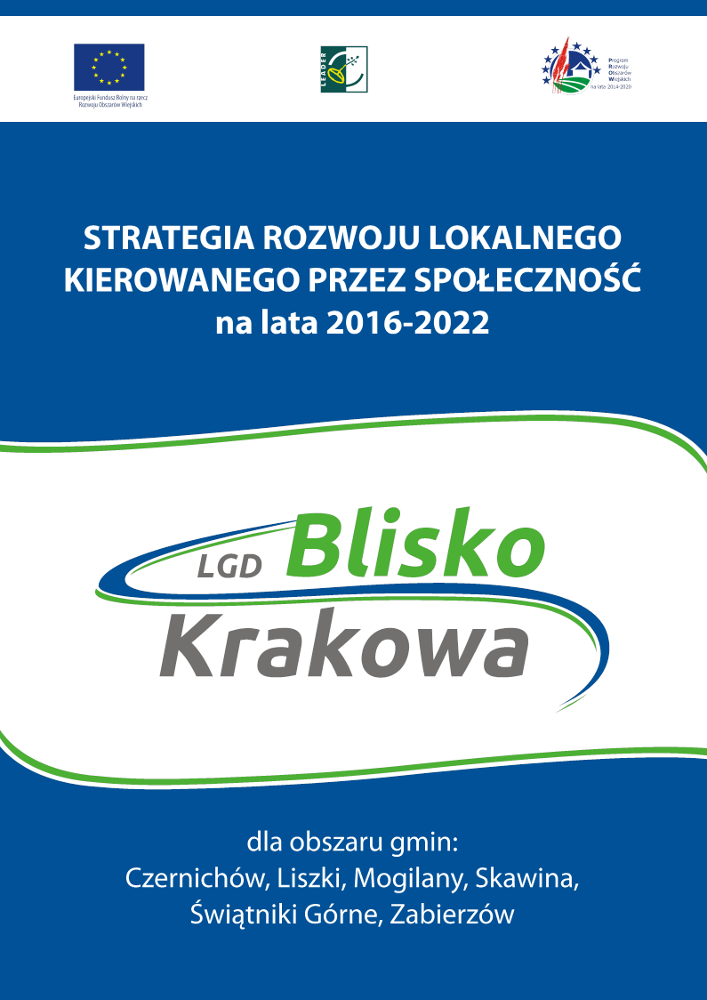 Europejski Fundusz Rolny na rzecz
Rozwoju Obszarów Wiejskich
LEADER
Program
Rozwoju
Obszarów
Wiejskich
na lata 2014-2020
STRATEGIA ROZWOJU LOKALNEGO
KIEROWANEGO PRZEZ SPOŁECZNOŚĆ
na lata 2016-2022
LGD Blisko
Krakowa
dla obszaru gmin:
Czernichów, Liszki, Mogilany, Skawina,
Świątniki Górne, Zabierzów